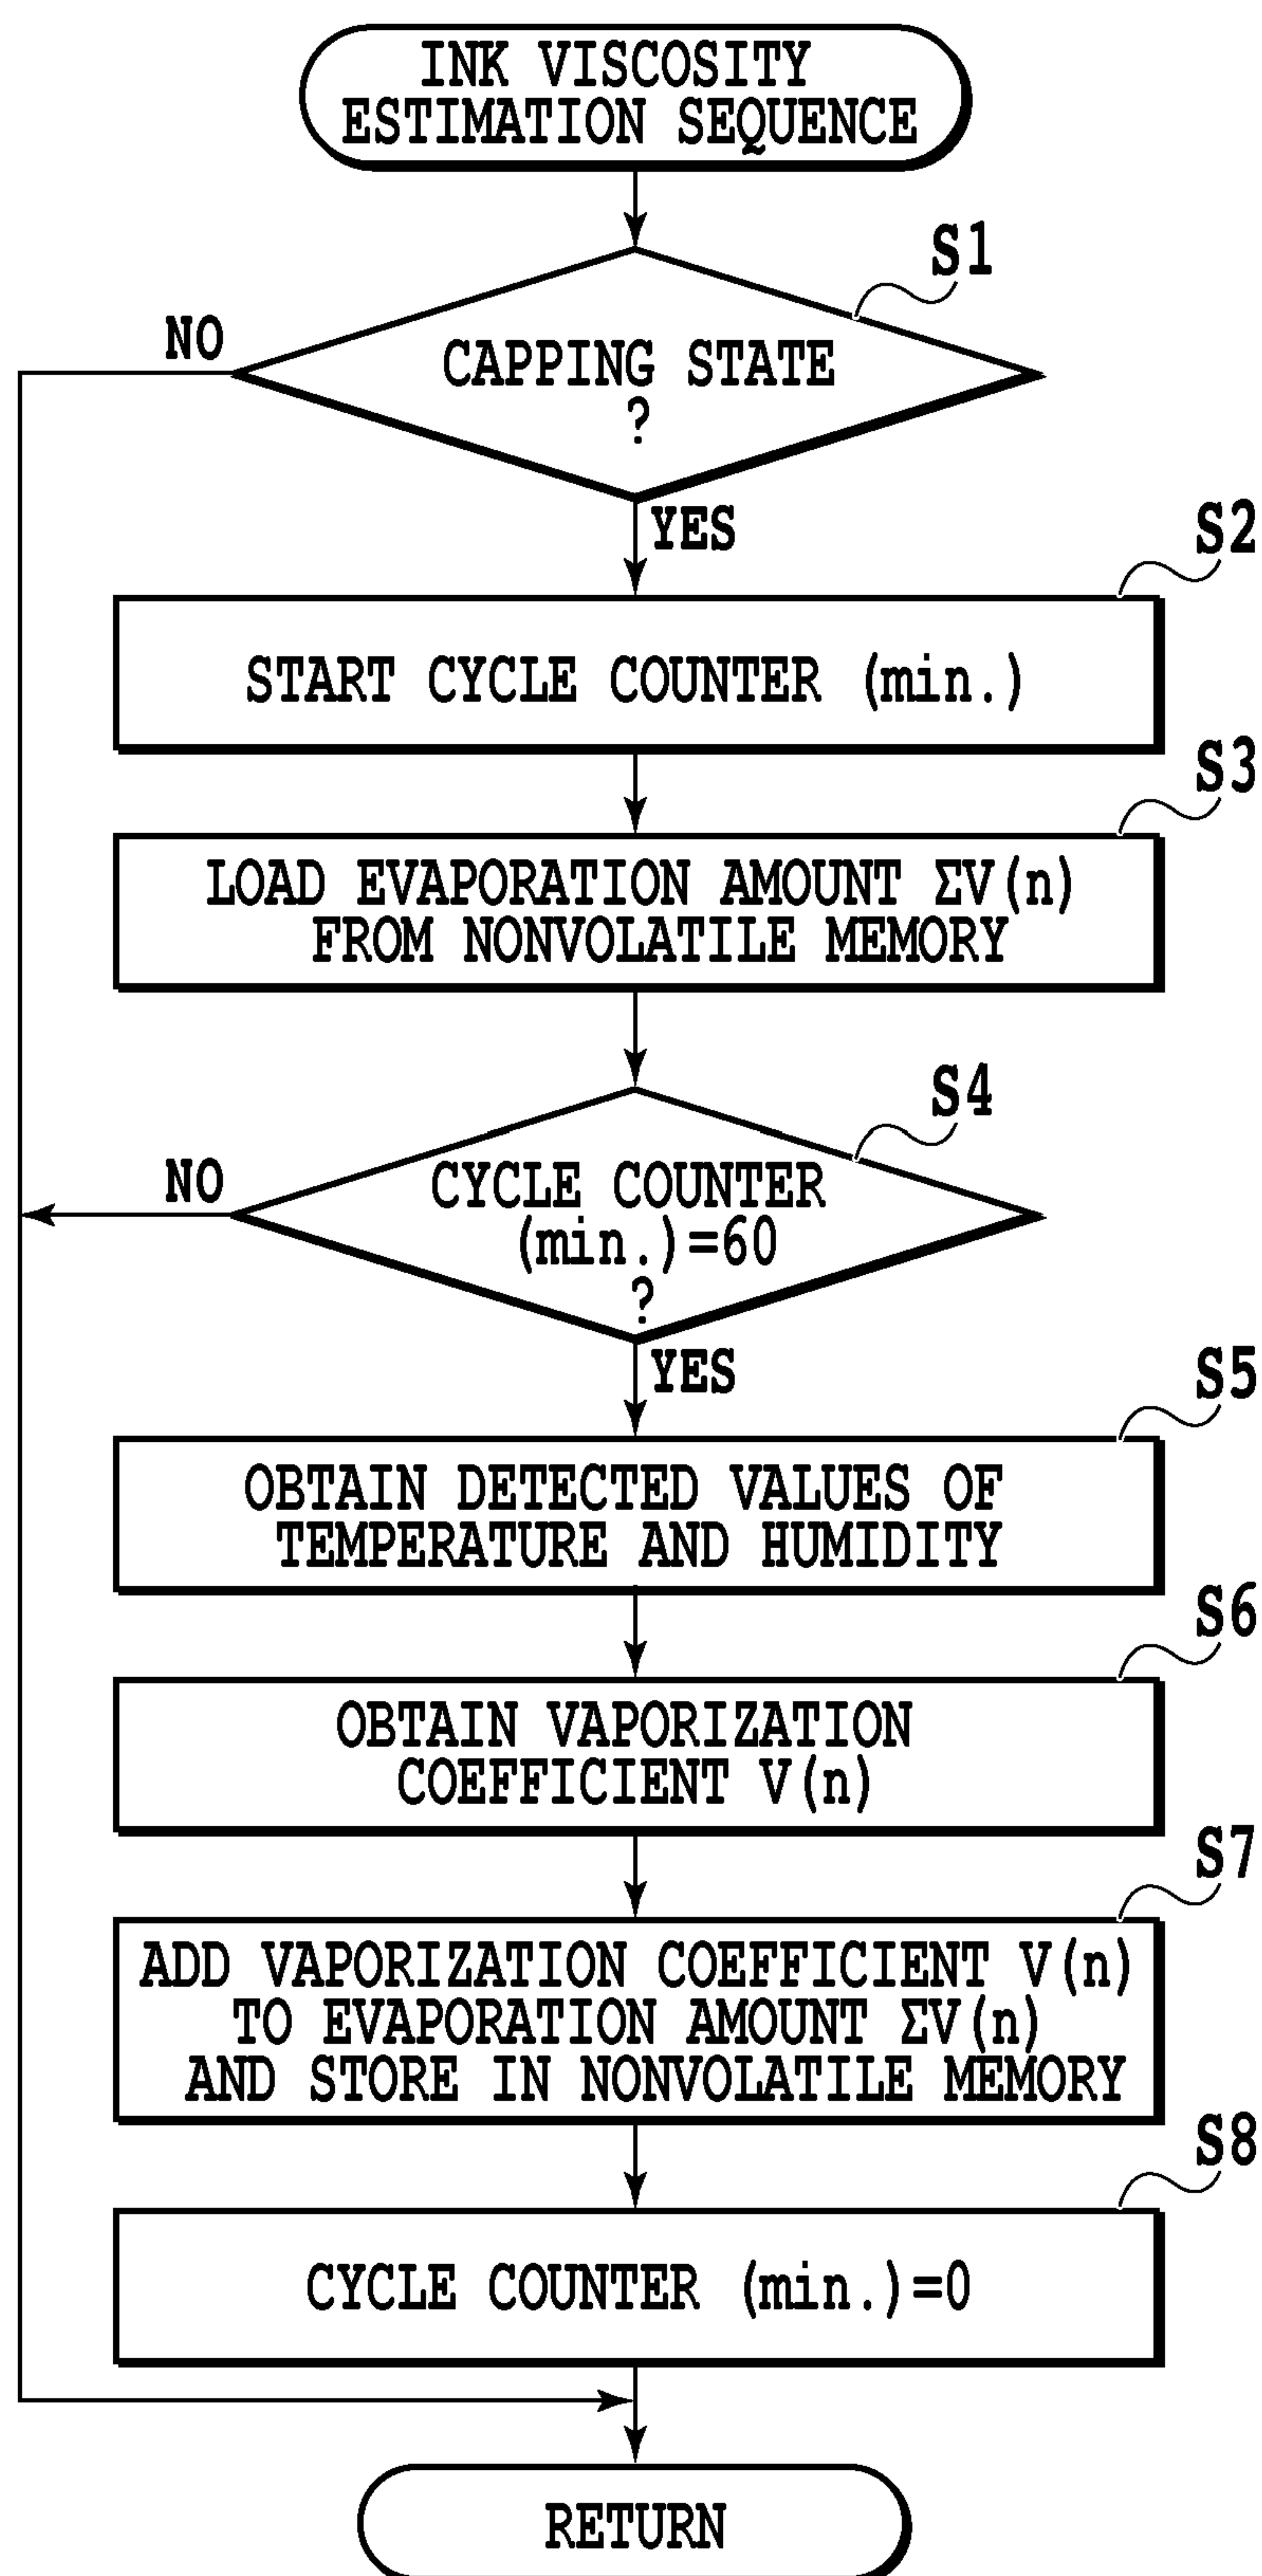 INK VISCOSITY
ESTIMATION SEQUENCE
S1
NO
CAPPING STATE
?
YES
S2
START CYCLE COUNTER (min.)
S3
LOAD EVAPORATION AMOUNT ΣV(n)
FROM NONVOLATILE MEMORY
S4
NO
CYCLE COUNTER
(min.)=60
?
YES
S5
OBTAIN DETECTED VALUES OF
TEMPERATURE AND HUMIDITY
S6
OBTAIN VAPORIZATION
COEFFICIENT V(n)
S7
ADD VAPORIZATION COEFFICIENT V(n)
TO EVAPORATION AMOUNT ΣV(n)
AND STORE IN NONVOLATILE MEMORY
S8
CYCLE COUNTER (min.)=0
RETURN